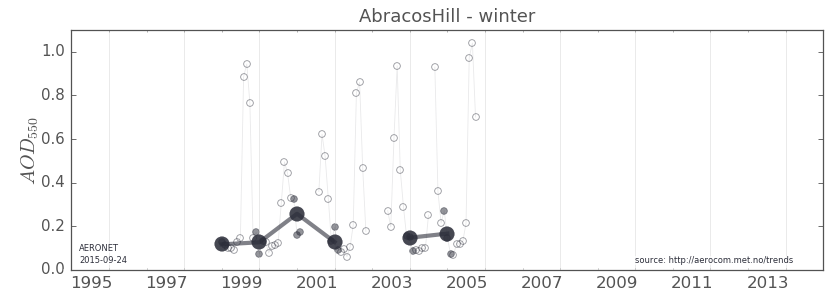 AbracosHill - winter
AOD550
1.0
0.8
0.6
0.4
0.2
0.0
AERONET
2015-09-24
source: http://aerocom.met.no/trends
1995 1997 1999 2001 2003 2005 2007 2009 2011 2013